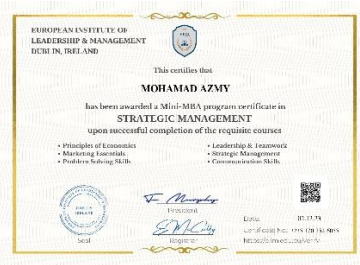 EUROPEAN INSTITUTE OF
LEADERSHIP & MANAGEMENT
DUBLIN, IRELAND
This certifies that
MOHAMAD AZMY
has been awarded a Mini-MBA program certificate in
STRATEGIC MANAGEMENT
upon successful completion of the requisite courses
• Principles of Economics
• Marketing Essentials
• Problem Solving Skills
• Leadership & Teamwork
• Strategic Management
• Communication Skills
President
Registrar
Seal
Date:
Certificate No.: